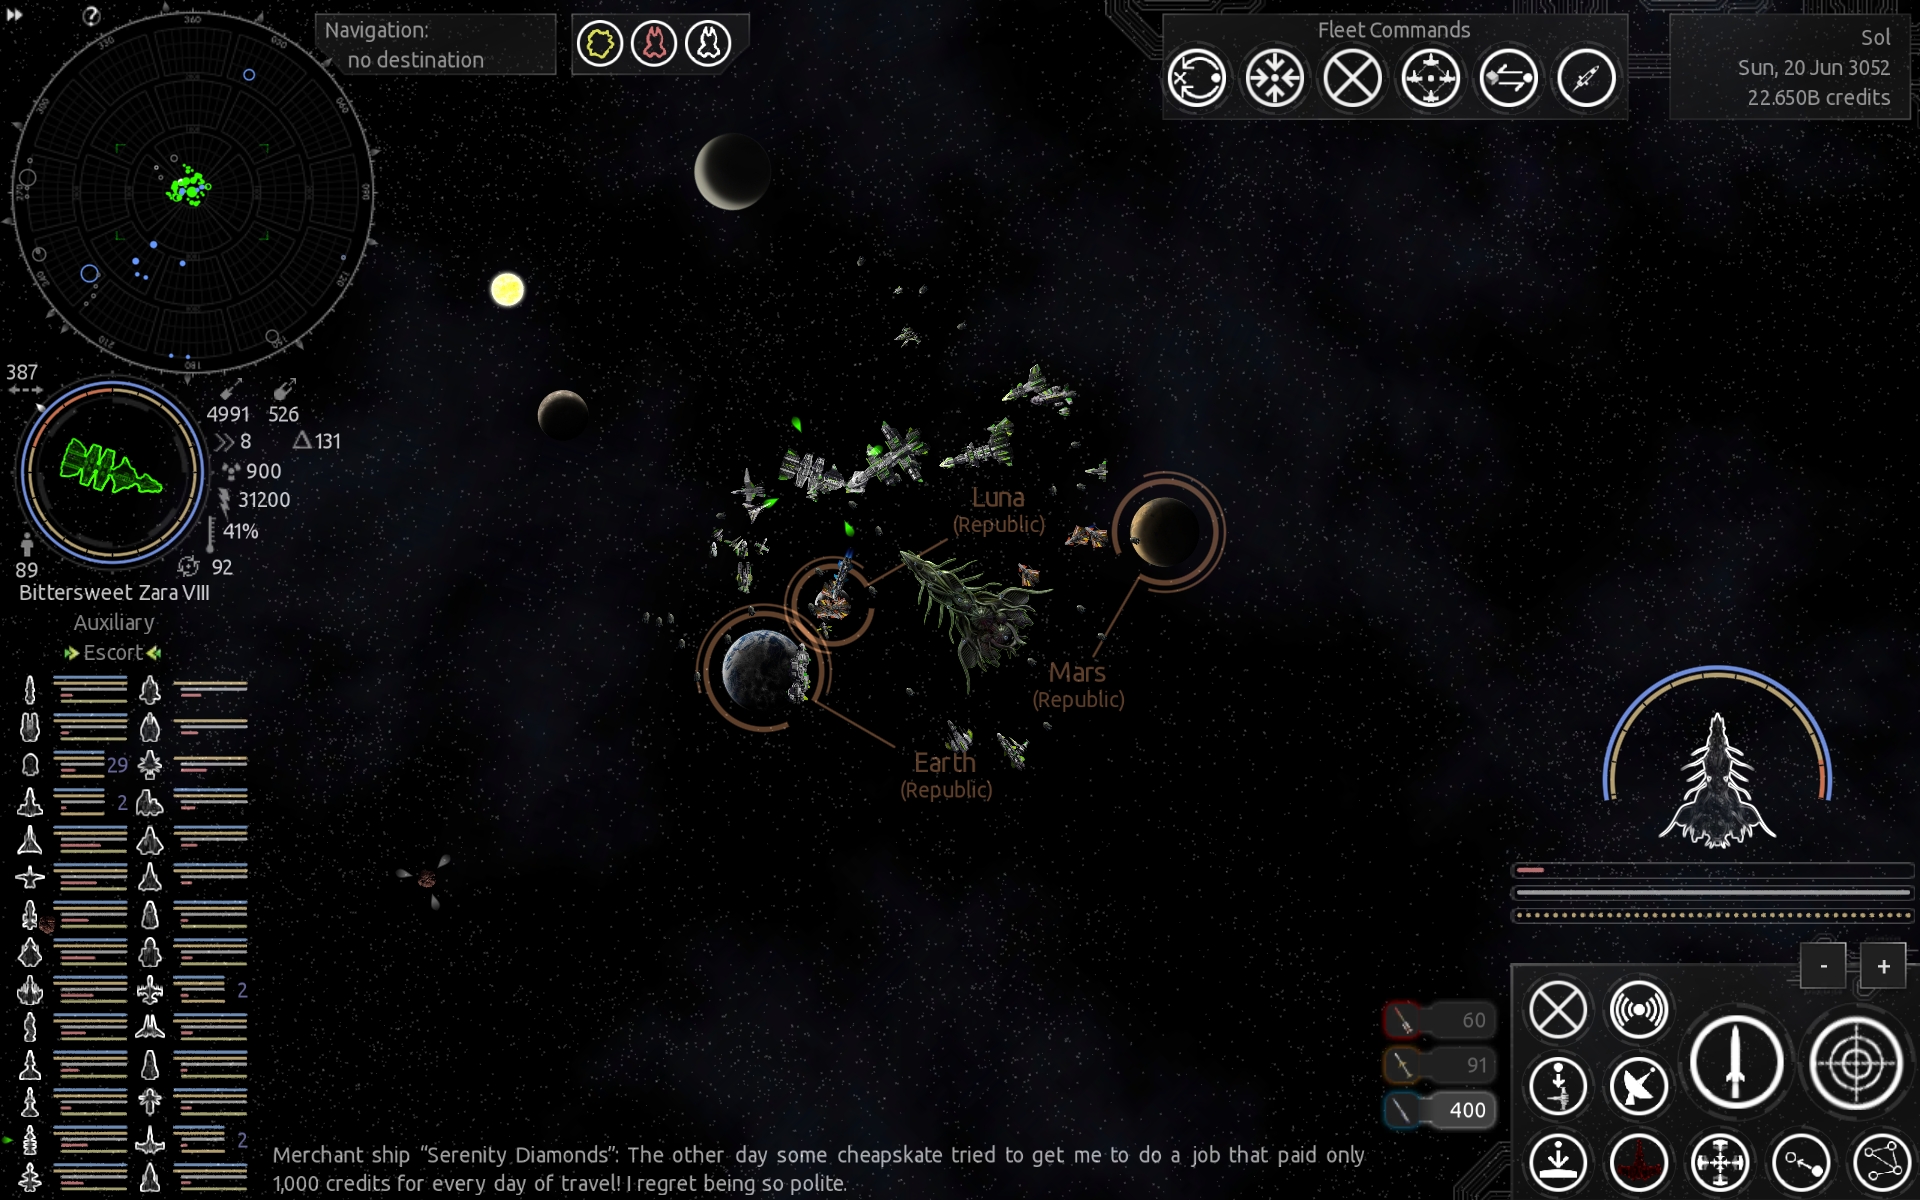 Navigation:
no destination
Fleet Commands
Sol
Sun, 20 Jun 3052
22.650B credits
360
387
4991 526
8 131
900
31200
41%
89 92
Bittersweet Zara VIII
Auxiliary
Escort
29
2
2
2
Luna
(Republic)
Mars
(Republic)
Earth
(Republic)
- +
60
91
400
Merchant ship “Serenity Diamonds”: The other day some cheapskate tried to get me to do a job that paid only
1,000 credits for every day of travel! I regret being so polite.